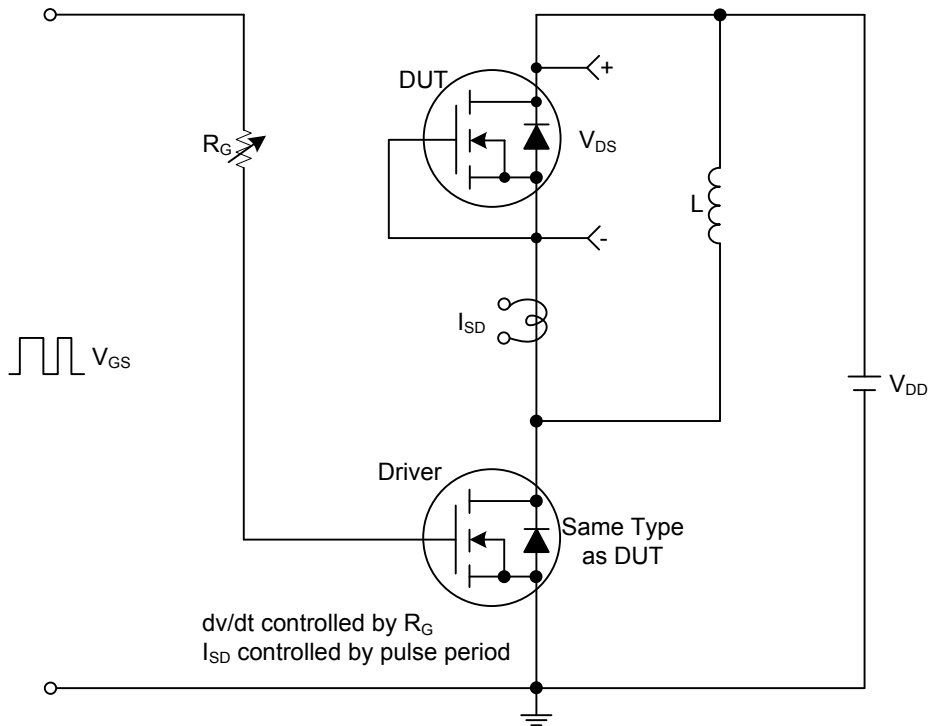 DUT
+
R_G
V_DS
L
-
I_SD
V_GS
V_DD
Driver
Same Type
as DUT
dv/dt controlled by R_G
I_SD controlled by pulse period